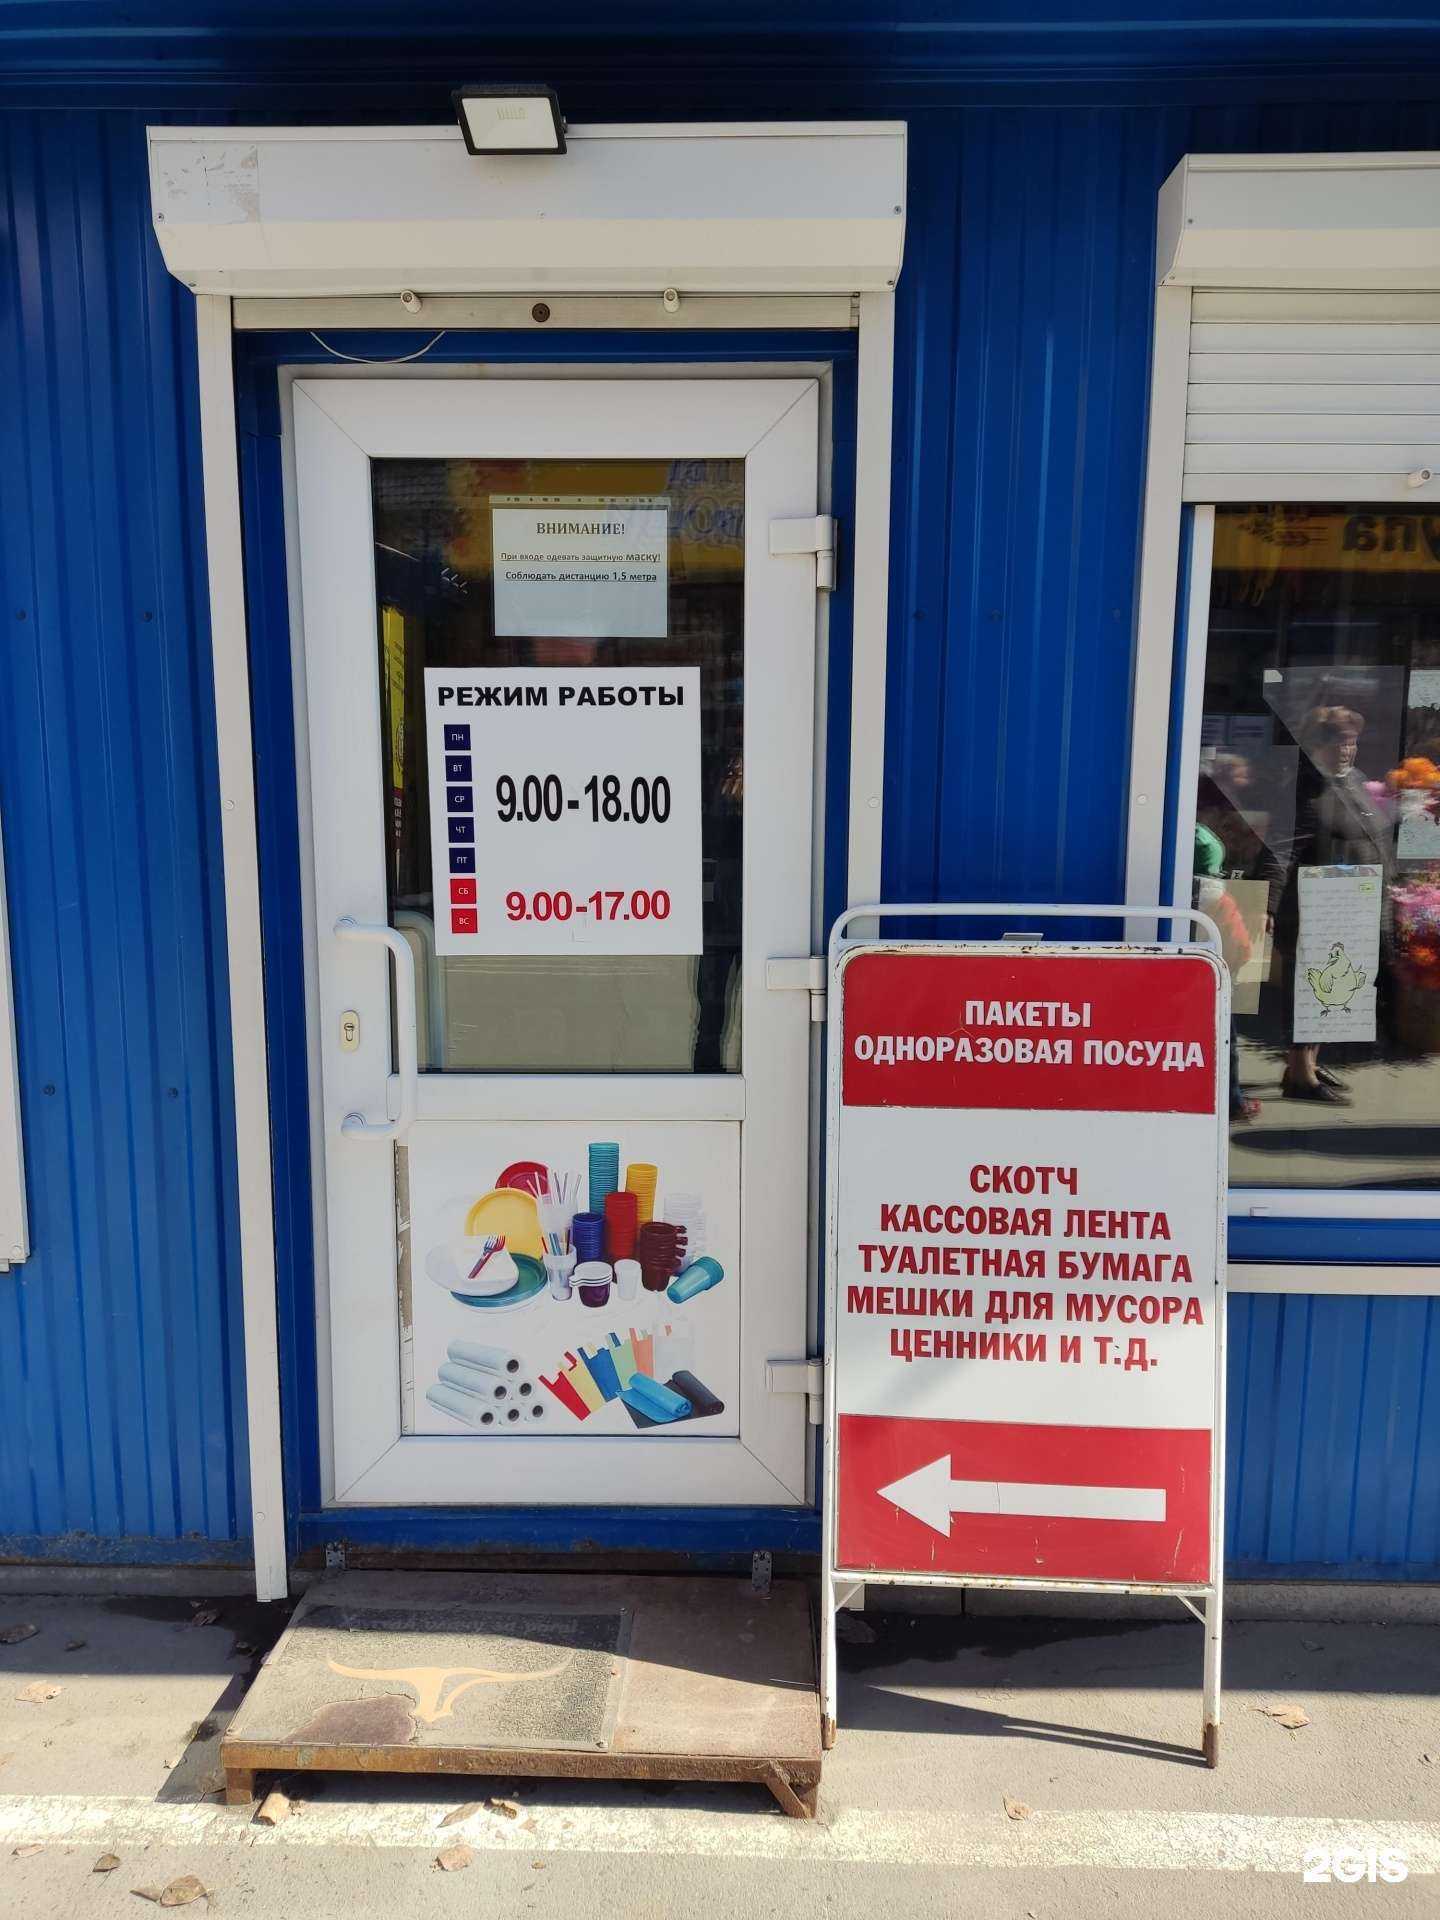 ВНИМАНИЕ!
При входе одевать защитную маску!
Соблюдать дистанцию 1,5 метра
РЕЖИМ РАБОТЫ
ПН
ВТ
СР
ЧТ
ПТ
СБ
ВС
9.00-18.00
9.00-17.00
ПАКЕТЫ
ОДНОРАЗОВАЯ ПОСУДА
СКОТЧ
КАССОВАЯ ЛЕНТА
ТУАЛЕТНАЯ БУМАГА
МЕШКИ ДЛЯ МУСОРА
ЦЕННИКИ И Т.Д.
2GIS